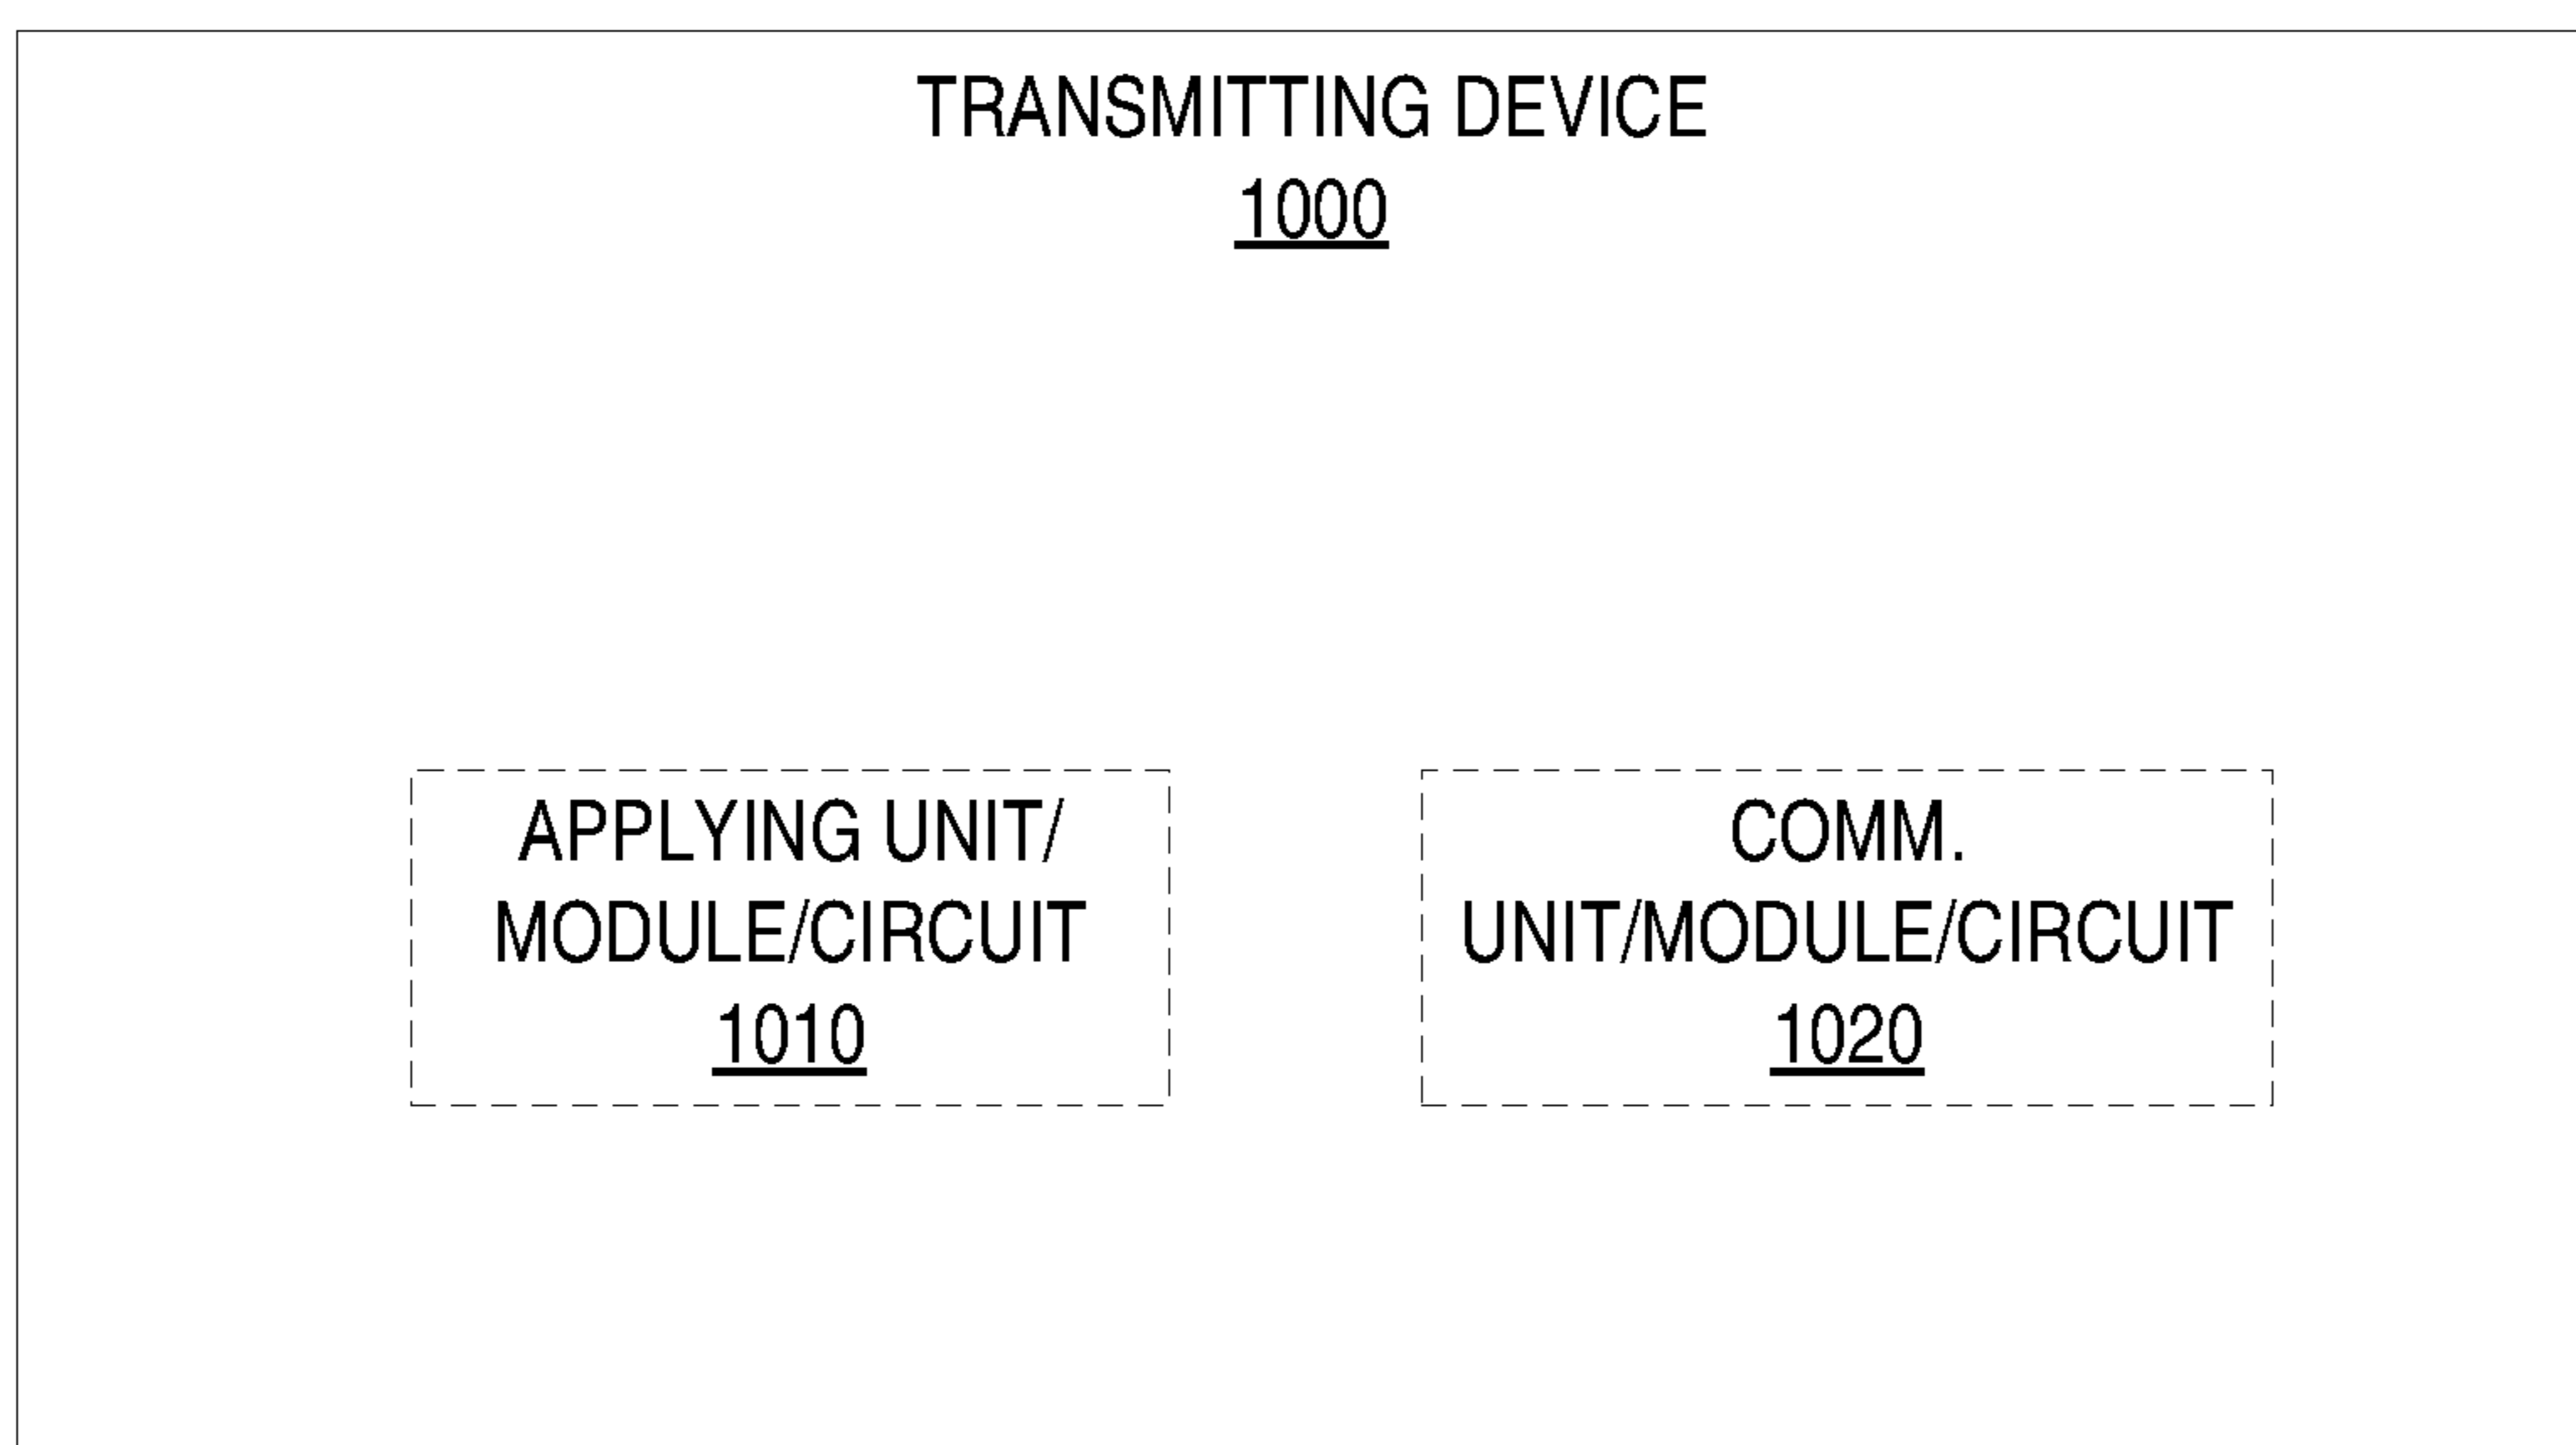 TRANSMITTING DEVICE
1000
APPLYING UNIT/
MODULE/CIRCUIT
1010
COMM.
UNIT/MODULE/CIRCUIT
1020